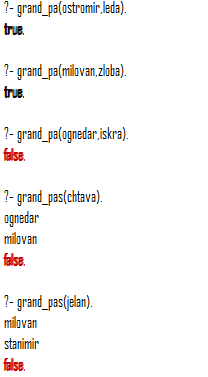 ?- grand_pa(ostromir,leda).
true.
?- grand_pa(milovan,zloba).
true.
?- grand_pa(ognedar,iskra).
false.
?- grand_pas(chtava).
ognedar
milovan
false.
?- grand_pas(jelan).
milovan
stanimir
false.